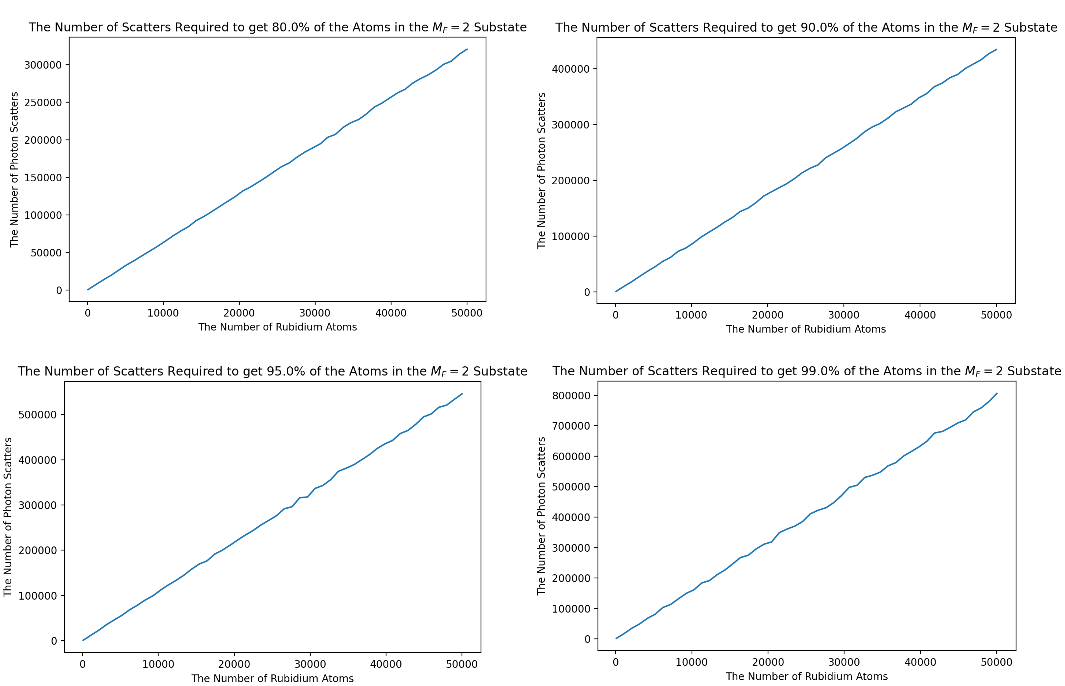 The Number of Scatters Required to get 80.0% of the Atoms in the M_F = 2 Substate
300000
250000
200000
150000
100000
50000
0
The Number of Photon Scatters
0 10000 20000 30000 40000 50000
The Number of Rubidium Atoms
The Number of Scatters Required to get 90.0% of the Atoms in the M_F = 2 Substate
400000
300000
200000
100000
0
The Number of Photon Scatters
0 10000 20000 30000 40000 50000
The Number of Rubidium Atoms
The Number of Scatters Required to get 95.0% of the Atoms in the M_F = 2 Substate
500000
400000
300000
200000
100000
0
The Number of Photon Scatters
0 10000 20000 30000 40000 50000
The Number of Rubidium Atoms
The Number of Scatters Required to get 99.0% of the Atoms in the M_F = 2 Substate
800000
700000
600000
500000
400000
300000
200000
100000
0
The Number of Photon Scatters
0 10000 20000 30000 40000 50000
The Number of Rubidium Atoms